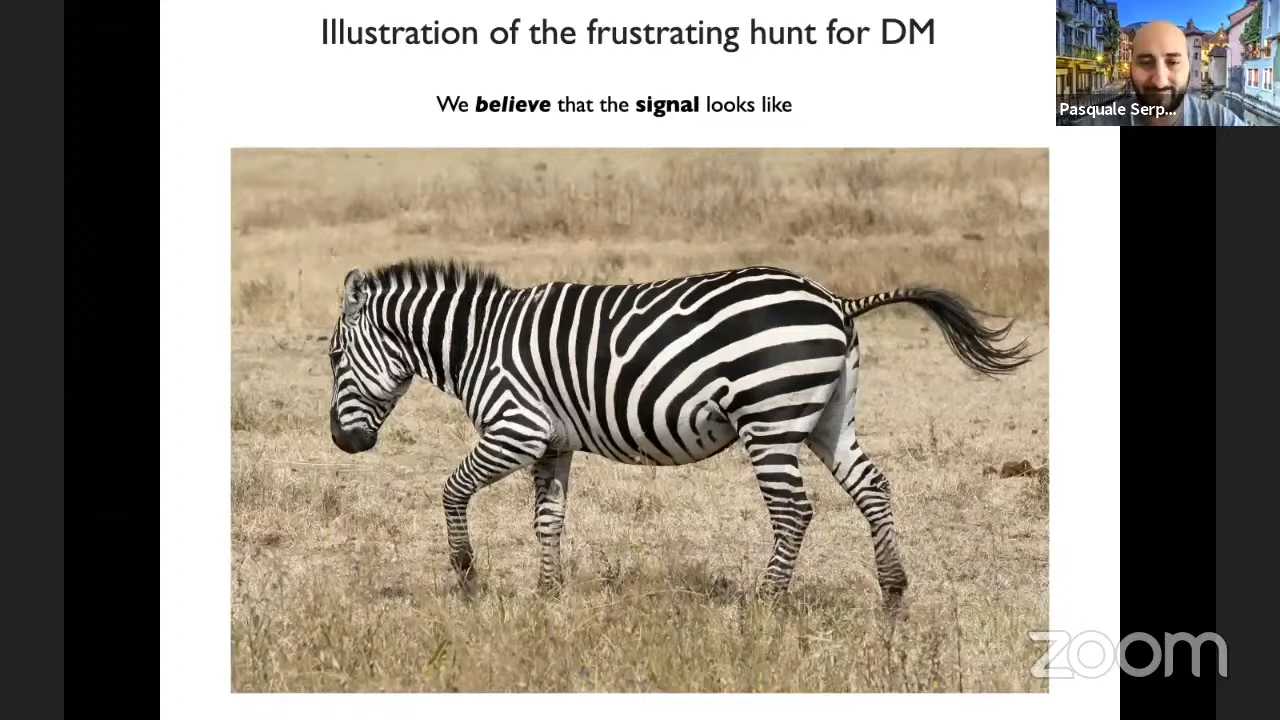 Illustration of the frustrating hunt for DM
We believe that the signal looks like
Pasquale Serp...
zoom